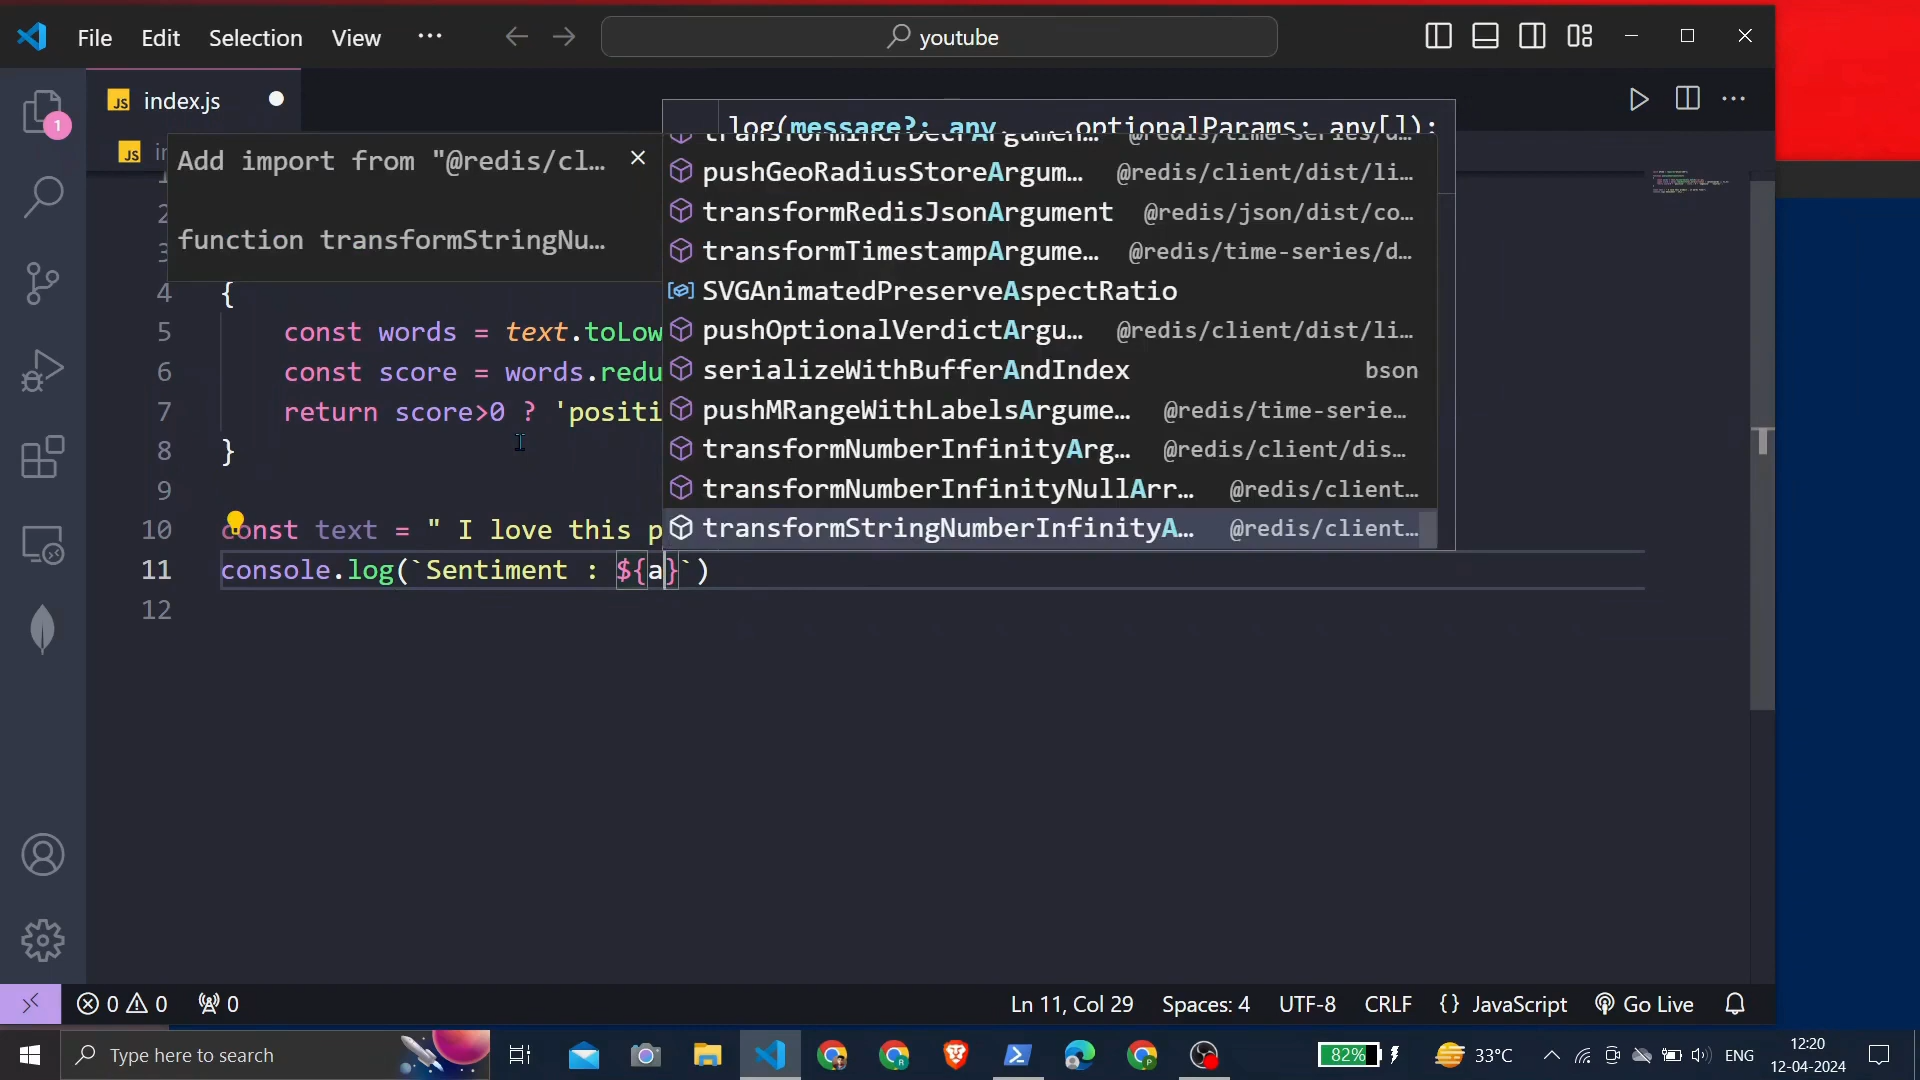 File Edit Selection View ... youtube
JS index.js
log(message?: any, ...optionalParams: any[]):
JS
Add import from "@redis/cl...
function transformStringNu...
pushGeoRadiusStoreArgum... @redis/client/dist/li...
transformRedisJsonArgument @redis/json/dist/co...
transformTimestampArgume... @redis/time-series/d...
SVGAnimatedPreserveAspectRatio
pushOptionalVerdictArgu... @redis/client/dist/li...
serializeWithBufferAndIndex bson
pushMRangeWithLabelsArgume... @redis/time-serie...
transformNumberInfinityArg... @redis/client/dis...
transformNumberInfinityNullArr... @redis/client...
transformStringNumberInfinityA... @redis/client...
1
2
3
4 {
5 const words = text.toLow
6 const score = words.redu
7 return score>0 ? 'positi
8 }
9
10 const text = " I love this p
11 console.log(`Sentiment : ${a}`)
12
0 0 0 Ln 11, Col 29 Spaces: 4 UTF-8 CRLF {} JavaScript Go Live
Type here to search 82% 33°C ENG 12:20
12-04-2024